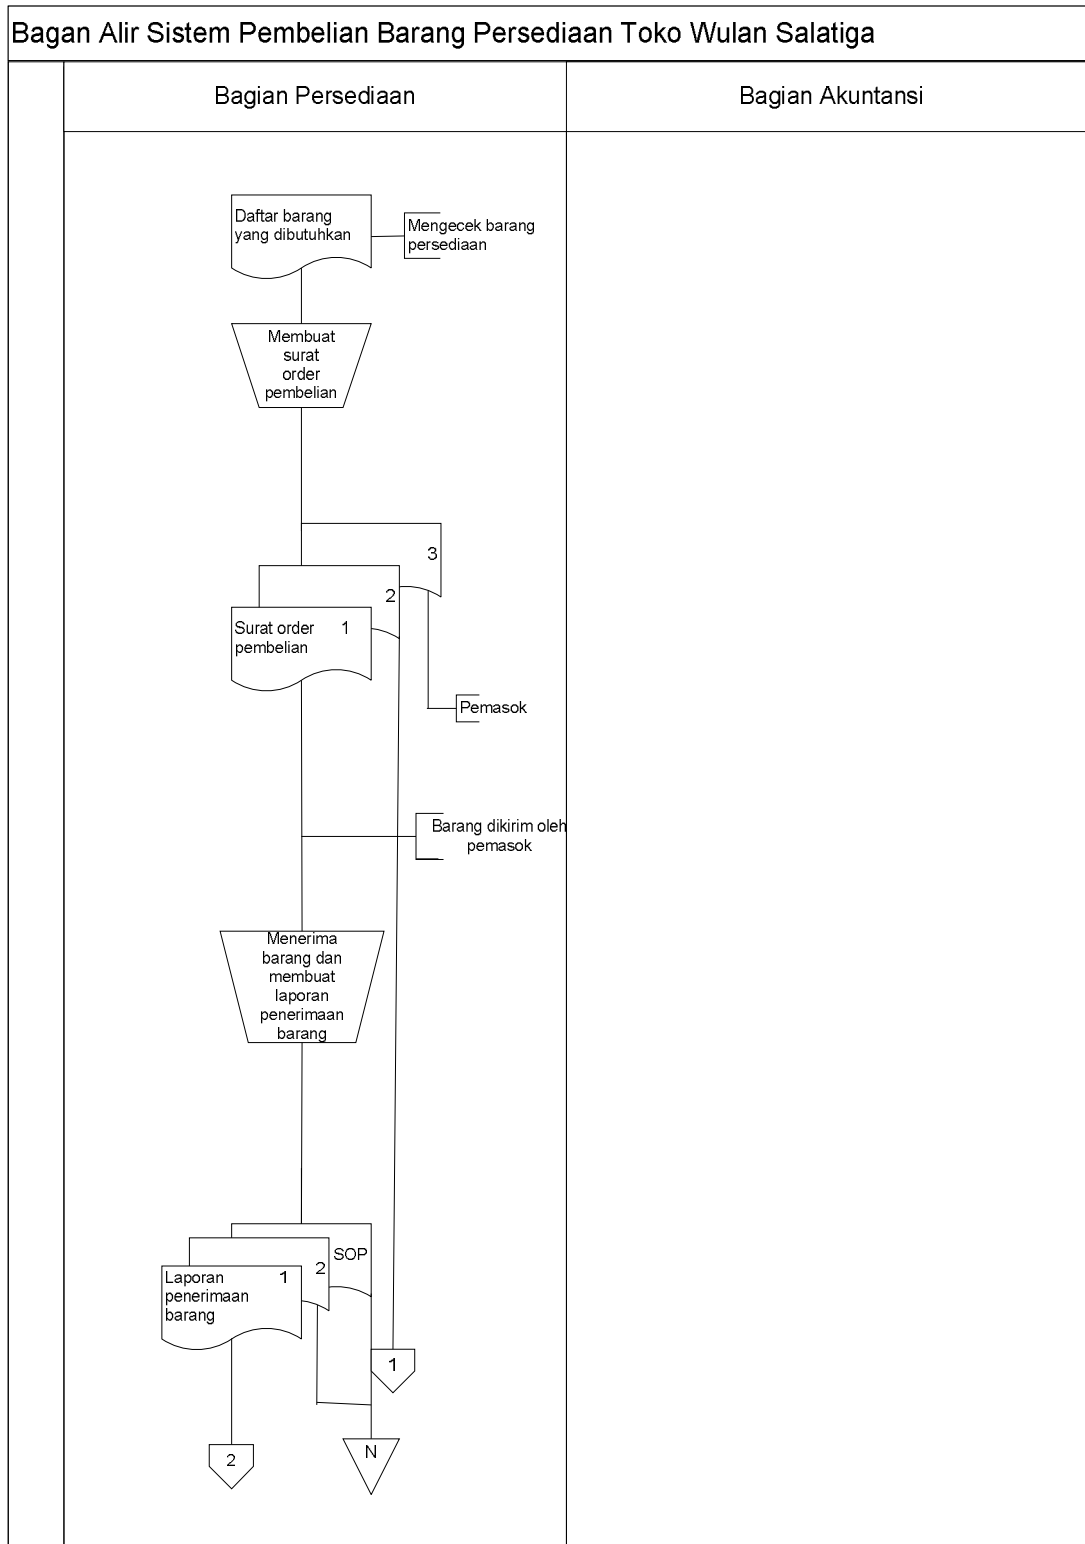 Bagan Alir Sistem Pembelian Barang Persediaan Toko Wulan Salatiga
Bagian Persediaan
Bagian Akuntansi
Daftar barang
yang dibutuhkan
Mengecek barang
persediaan
Membuat
surat
order
pembelian
3
2
Surat order 1
pembelian
Pemasok
Barang dikirim oleh
pemasok
Menerima
barang dan
membuat
laporan
penerimaan
barang
SOP
2
Laporan 1
penerimaan
barang
1
2
N